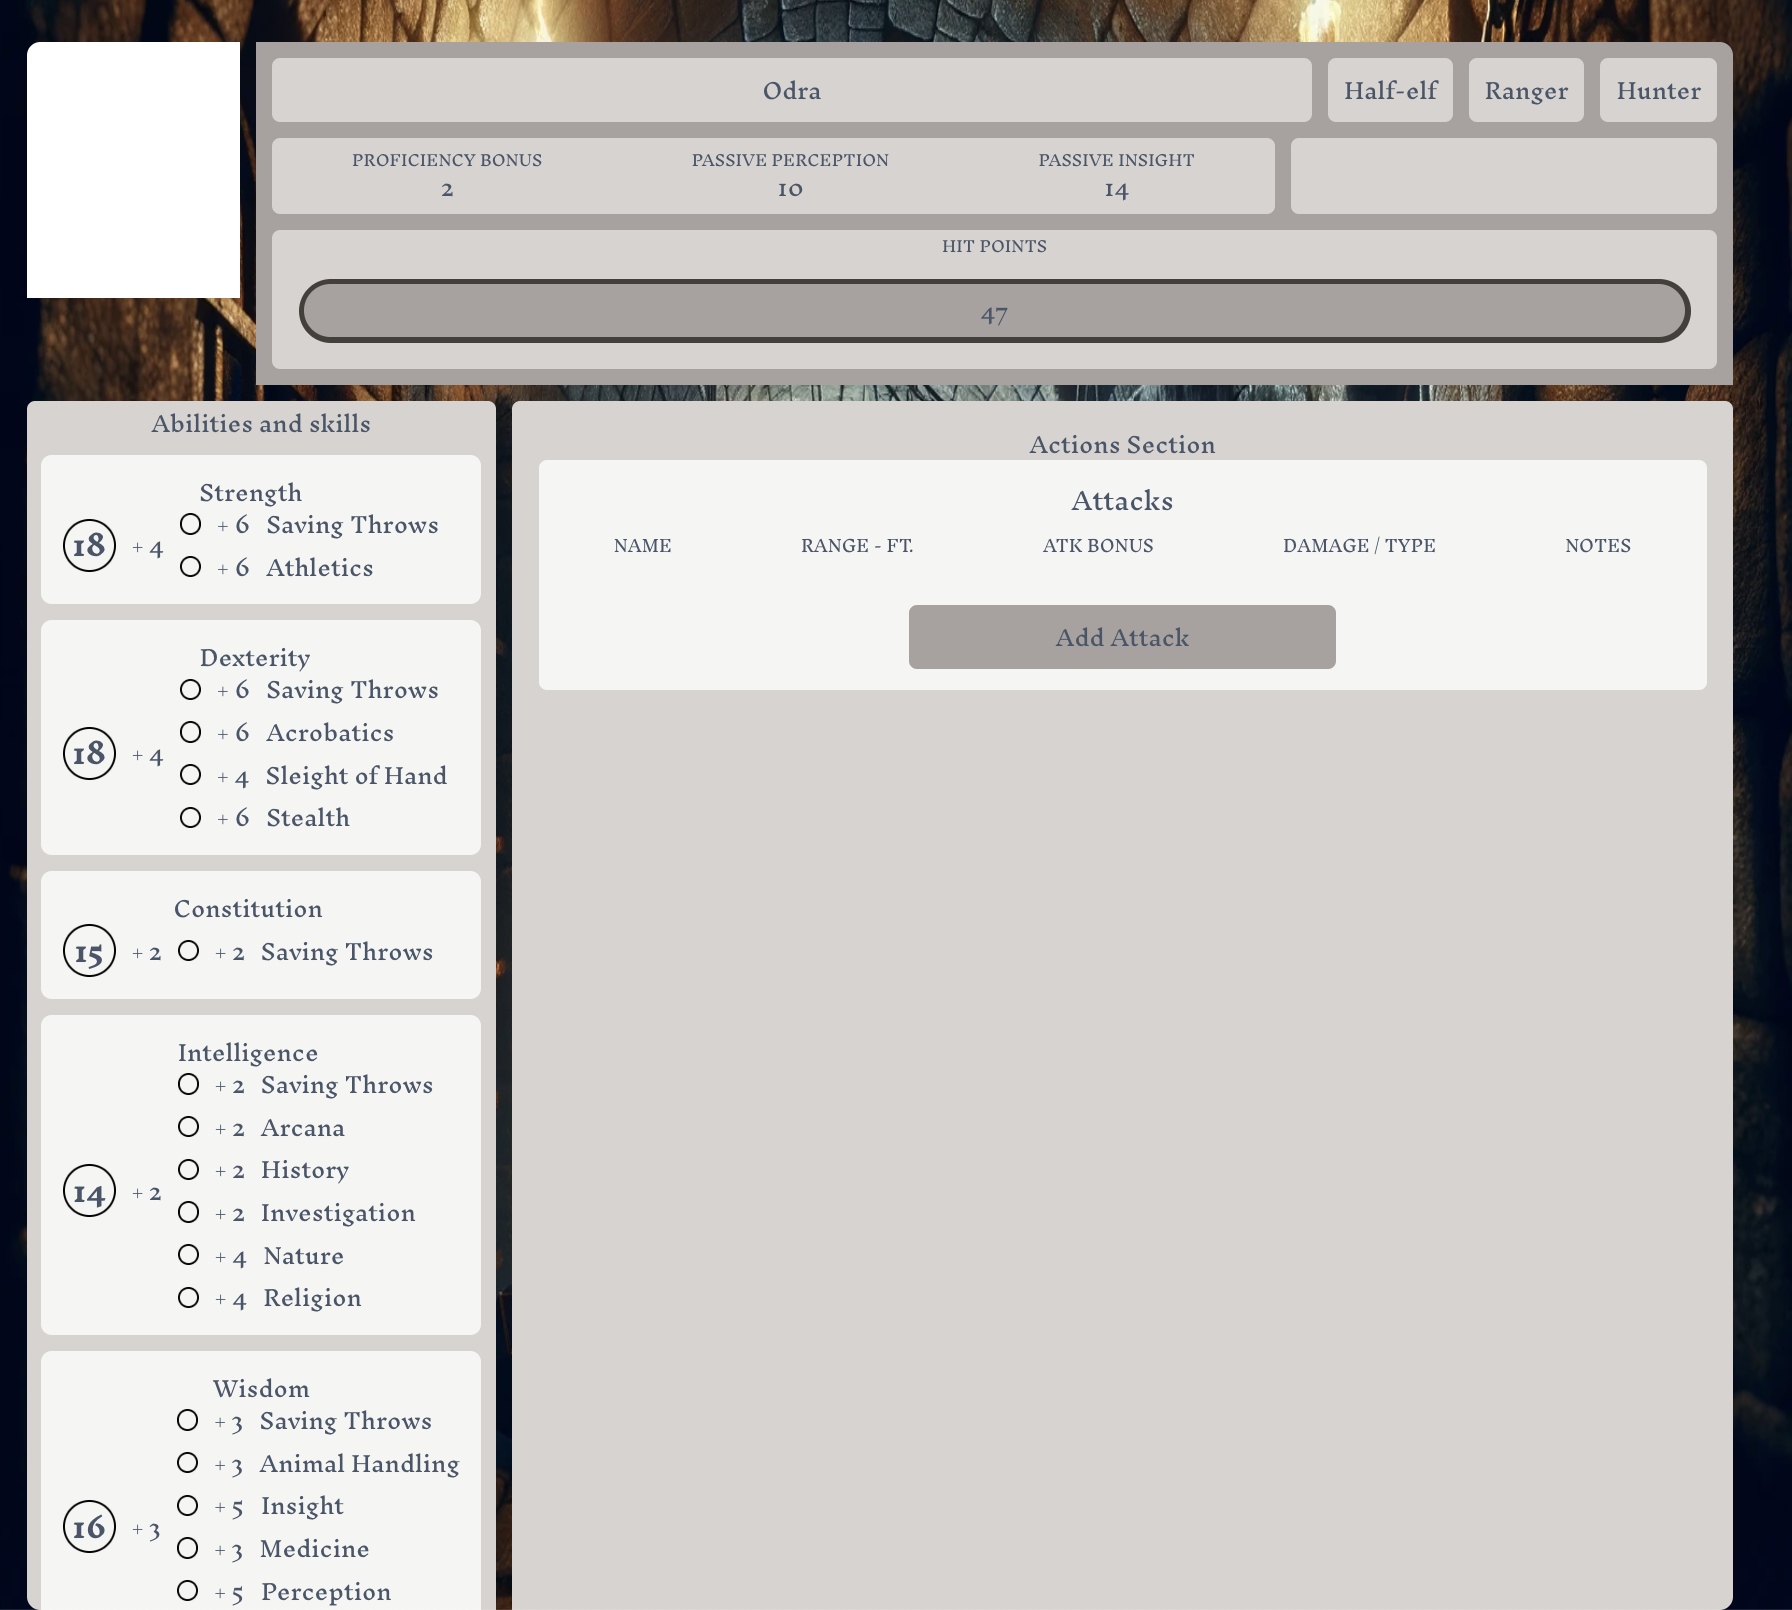 Odra
Half-elf
Ranger
Hunter
PROFICIENCY BONUS
2
PASSIVE PERCEPTION
10
PASSIVE INSIGHT
14
HIT POINTS
47
Abilities and skills
Strength
18 + 4
+ 6 Saving Throws
+ 6 Athletics
Dexterity
18 + 4
+ 6 Saving Throws
+ 6 Acrobatics
+ 4 Sleight of Hand
+ 6 Stealth
Constitution
15 + 2
+ 2 Saving Throws
Intelligence
14 + 2
+ 2 Saving Throws
+ 2 Arcana
+ 2 History
+ 2 Investigation
+ 4 Nature
+ 4 Religion
Wisdom
16 + 3
+ 3 Saving Throws
+ 3 Animal Handling
+ 5 Insight
+ 3 Medicine
+ 5 Perception
Actions Section
Attacks
NAME RANGE - FT. ATK BONUS DAMAGE / TYPE NOTES
Add Attack